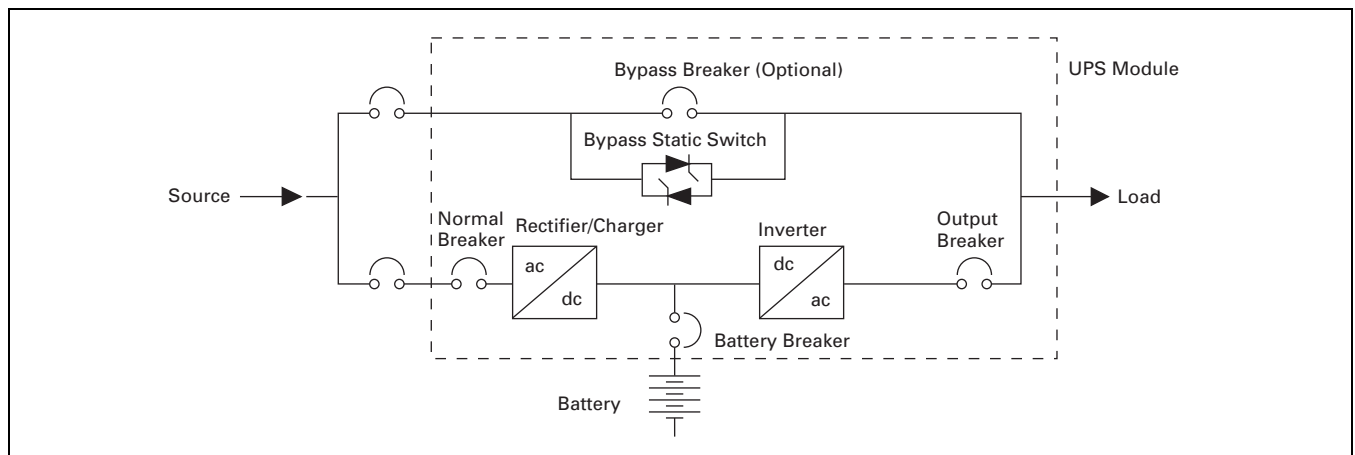 Bypass Breaker (Optional)
UPS Module
Bypass Static Switch
Source
Load
Normal
Breaker
Rectifier/Charger
Inverter
Output
Breaker
ac
dc
dc
ac
Battery Breaker
Battery